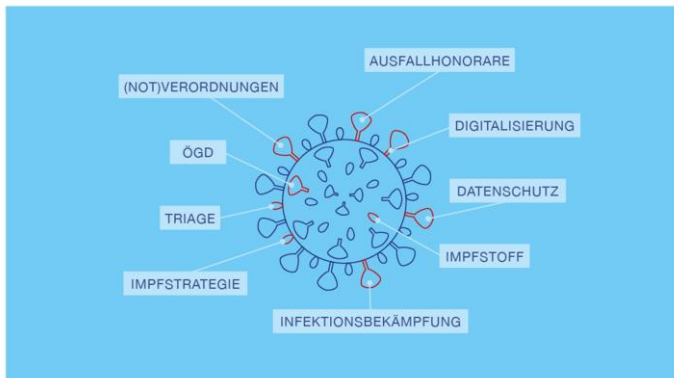 AUSFALLHONORARE
(NOT)VERORDNUNGEN
DIGITALISIERUNG
ÖGD
DATENSCHUTZ
TRIAGE
IMPFSTOFF
IMPFSTRATEGIE
INFEKTIONSBEKÄMPFUNG